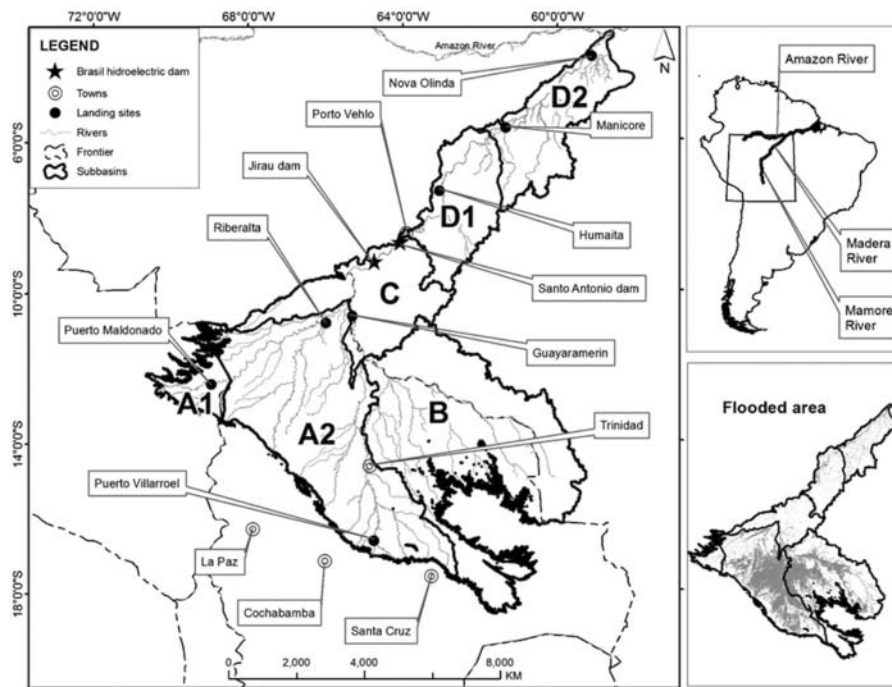 72°0'0"W
68°0'0"W
64°0'0"W
60°0'0"W
LEGEND
Brasil hidroelectric dam
Towns
Landing sites
Rivers
Frontier
Subbasins
Amazon River
N
Nova Olinda
D2
Porto Vehlo
Manicore
6°0'0"S
Jirau dam
D1
Riberalta
Humaita
Santo Antonio dam
10°0'0"S
C
Puerto Maldonado
Guayaramerin
A1
B
A2
Trinidad
14°0'0"S
Puerto Villarroel
La Paz
Cochabamba
Santa Cruz
18°0'0"S
0 2,000 4,000 6,000 8,000
KM
Amazon River
Madera
River
Mamore
River
Flooded area